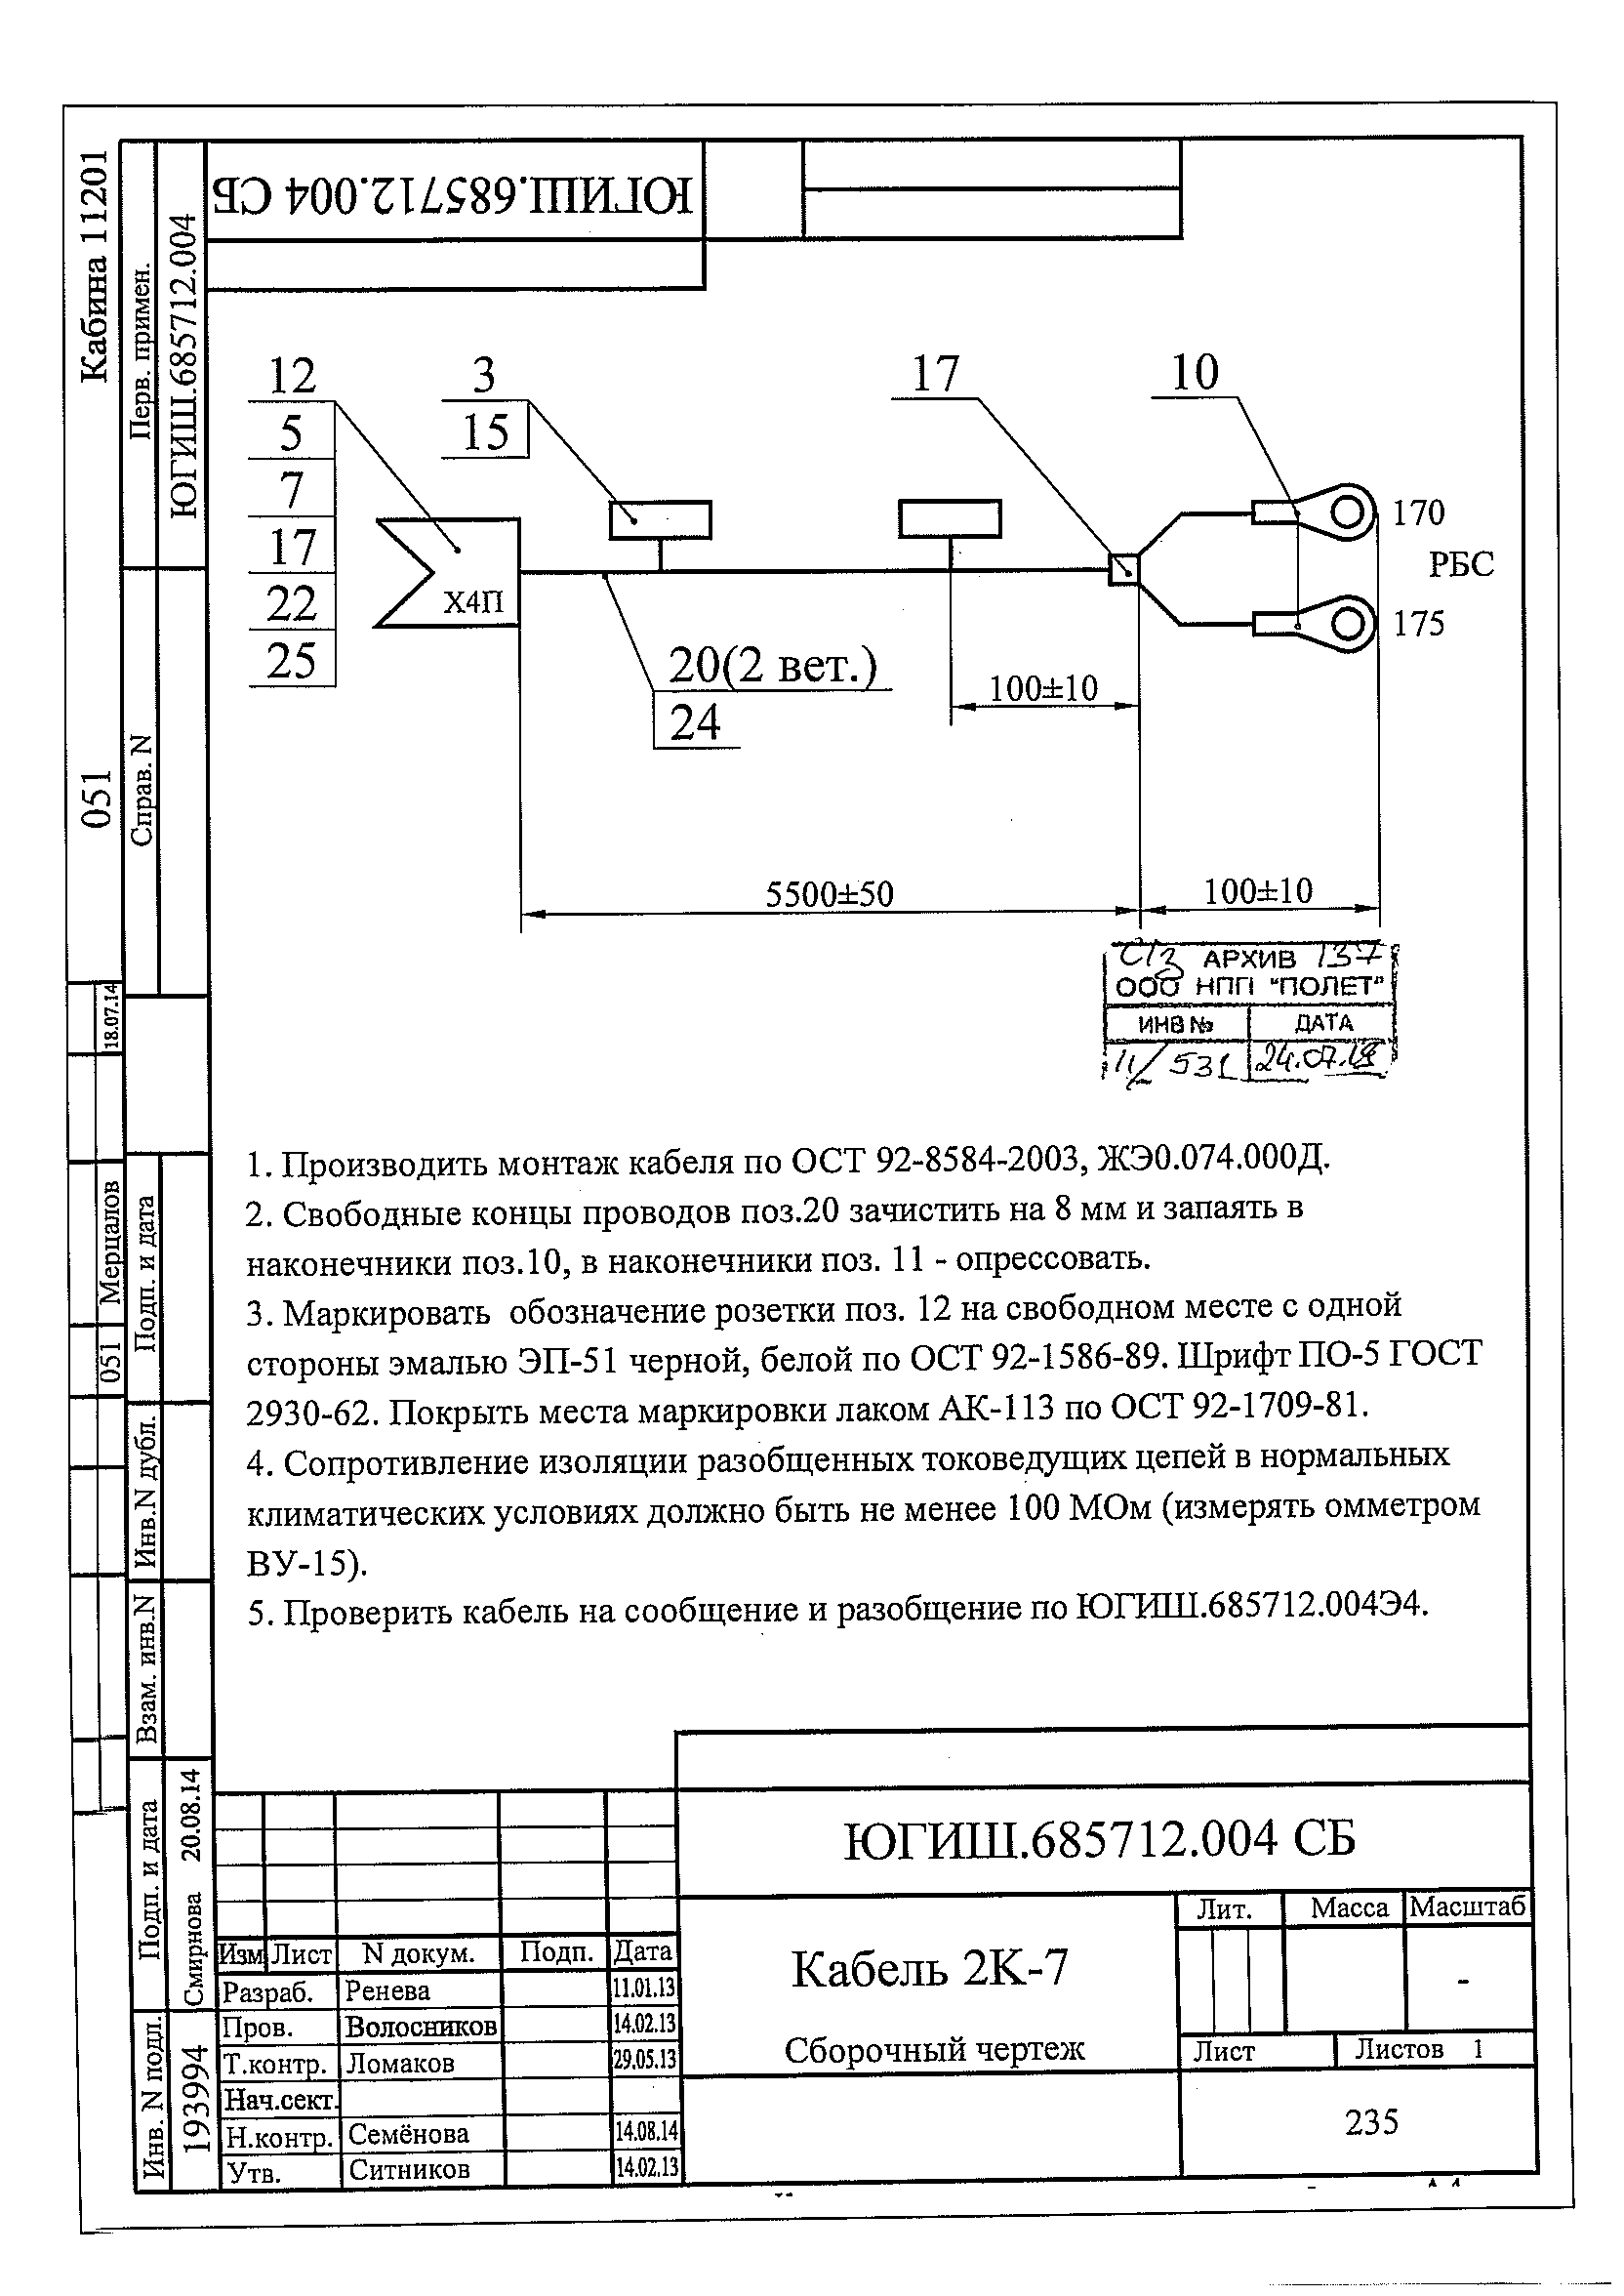 Кабина 11201
Перв. примен.
ЮГИШ.685712.004
ЮГИШ.685712.004 СБ
12
5
7
17
22
25
3
15
17
10
Х4П
170
РБС
175
20(2 вет.)
24
100±10
5500±50
100±10
051
Справ. N
18.07.14
АРХИВ 137
ООО НПП "ПОЛЕТ"
ИНВ № ДАТА
11/531 24.07.18
1. Производить монтаж кабеля по ОСТ 92-8584-2003, ЖЭ0.074.000Д.
2. Свободные концы проводов поз.20 зачистить на 8 мм и запаять в
наконечники поз.10, в наконечники поз. 11 - опрессовать.
3. Маркировать обозначение розетки поз. 12 на свободном месте с одной
стороны эмалью ЭП-51 черной, белой по ОСТ 92-1586-89. Шрифт ПО-5 ГОСТ
2930-62. Покрыть места маркировки лаком АК-113 по ОСТ 92-1709-81.
4. Сопротивление изоляции разобщенных токоведущих цепей в нормальных
климатических условиях должно быть не менее 100 МОм (измерять омметром
ВУ-15).
5. Проверить кабель на сообщение и разобщение по ЮГИШ.685712.004Э4.
051 Мерцалов
Подп. и дата
Инв.N дубл.
Взам. инв.N
Подп. и дата
Смирнова 20.08.14
Инв. N подл.
193994
ЮГИШ.685712.004 СБ
Изм Лист N докум. Подп. Дата
Разраб. Ренева 11.01.13
Пров. Волосников 14.02.13
Т.контр. Ломаков 29.05.13
Нач.сект.
Н.контр. Семёнова 14.08.14
Утв. Ситников 14.02.13
Кабель 2К-7
Сборочный чертеж
Лит. Масса Масштаб
-
Лист Листов 1
235